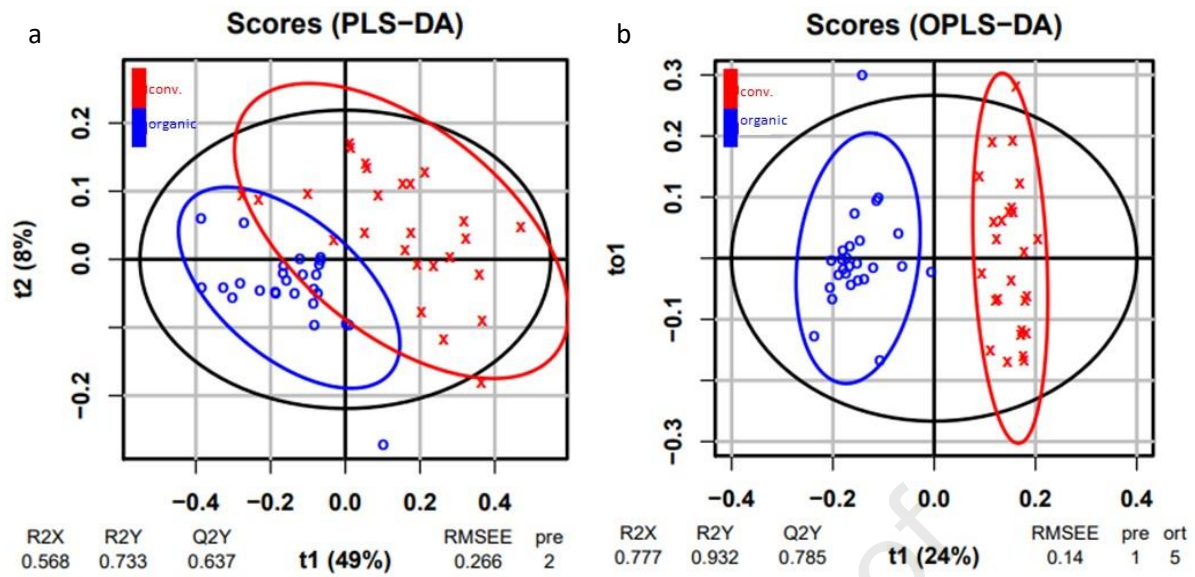 a
Scores (PLS−DA)
conv.
organic
t2 (8%)
0.2
0.1
0.0
−0.2
−0.4
−0.2
0.0
0.2
0.4
R2X
R2Y
Q2Y
RMSEE
pre
0.568
0.733
0.637
t1 (49%)
0.266
2
b
Scores (OPLS−DA)
conv.
organic
to1
0.3
0.2
0.1
−0.1
−0.3
−0.4
−0.2
0.0
0.2
0.4
R2X
R2Y
Q2Y
RMSEE
pre
ort
0.777
0.932
0.785
t1 (24%)
0.14
1
5